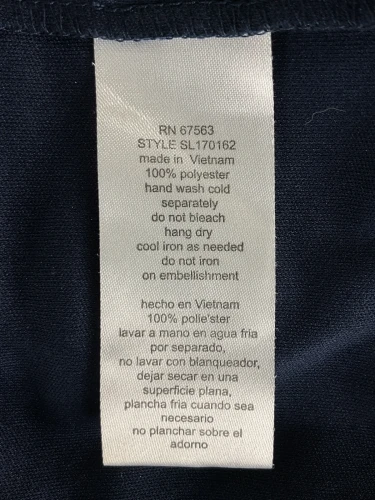 RN 67563
STYLE SL170162
made in Vietnam
100% polyester
hand wash cold
separately
do not bleach
hang dry
cool iron as needed
do not iron
on embellishment
hecho en Vietnam
100% polie'ster
lavar a mano en agua fria
por separado,
no lavar con blanqueador,
dejar secar en una
superficie plana,
plancha fria cuando sea
necesario
no planchar sobre el
adorno